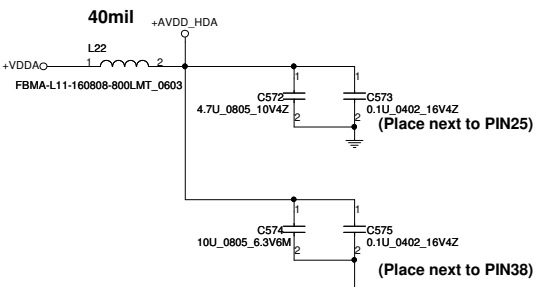 40mil
+AVDD_HDA
L22
+VDDA
1 2
FBMA-L11-160808-800LMT_0603
1 1
C572 C573
4.7U_0805_10V4Z 0.1U_0402_16V4Z
2 2
(Place next to PIN25)
1 1
C574 C575
10U_0805_6.3V6M 0.1U_0402_16V4Z
2 2
(Place next to PIN38)